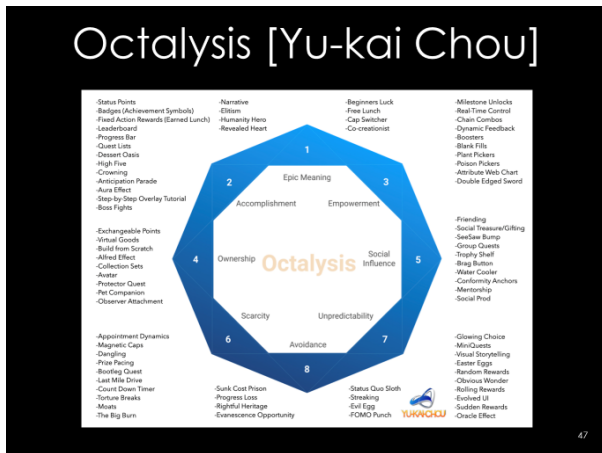 Octalysis [Yu-kai Chou]
-Status Points
-Badges (Achievement Symbols)
-Fixed Action Rewards (Earned Lunch)
-Leaderboard
-Progress Bar
-Quest Lists
-Dessert Oasis
-High Five
-Crowning
-Anticipation Parade
-Aura Effect
-Step-by-Step Overlay Tutorial
-Boss Fights
-Narrative
-Elitism
-Humanity Hero
-Revealed Heart
-Beginners Luck
-Free Lunch
-Cap Switcher
-Co-creationist
-Milestone Unlocks
-Real-Time Control
-Chain Combos
-Dynamic Feedback
-Boosters
-Blank Fills
-Plant Pickers
-Poison Pickers
-Attribute Web Chart
-Double Edged Sword
1
Epic Meaning
2
Accomplishment
3
Empowerment
-Exchangeable Points
-Virtual Goods
-Build from Scratch
-Alfred Effect
-Collection Sets
-Avatar
-Protector Quest
-Pet Companion
-Observer Attachment
4
Ownership
Octalysis
Social
Influence
5
-Friending
-Social Treasure/Gifting
-SeeSaw Bump
-Group Quests
-Trophy Shelf
-Brag Button
-Water Cooler
-Conformity Anchors
-Mentorship
-Social Prod
Scarcity
6
Unpredictability
7
Avoidance
8
-Appointment Dynamics
-Magnetic Caps
-Dangling
-Prize Pacing
-Bootleg Quest
-Last Mile Drive
-Count Down Timer
-Torture Breaks
-Moats
-The Big Burn
-Sunk Cost Prison
-Progress Loss
-Rightful Heritage
-Evanescence Opportunity
-Status Quo Sloth
-Streaking
-Evil Egg
-FOMO Punch
YU-KAI CHOU
-Glowing Choice
-MiniQuests
-Visual Storytelling
-Easter Eggs
-Random Rewards
-Obvious Wonder
-Rolling Rewards
-Evolved UI
-Sudden Rewards
-Oracle Effect
47